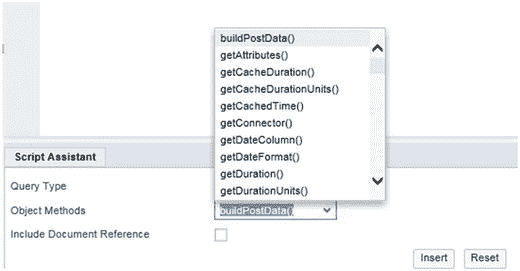 buildPostData()
getAttributes()
getCacheDuration()
getCacheDurationUnits()
getCachedTime()
getConnector()
getDateColumn()
getDateFormat()
getDuration()
getDurationUnits()
Script Assistant
Query Type
Object Methods
buildPostData()
Include Document Reference
Insert Reset